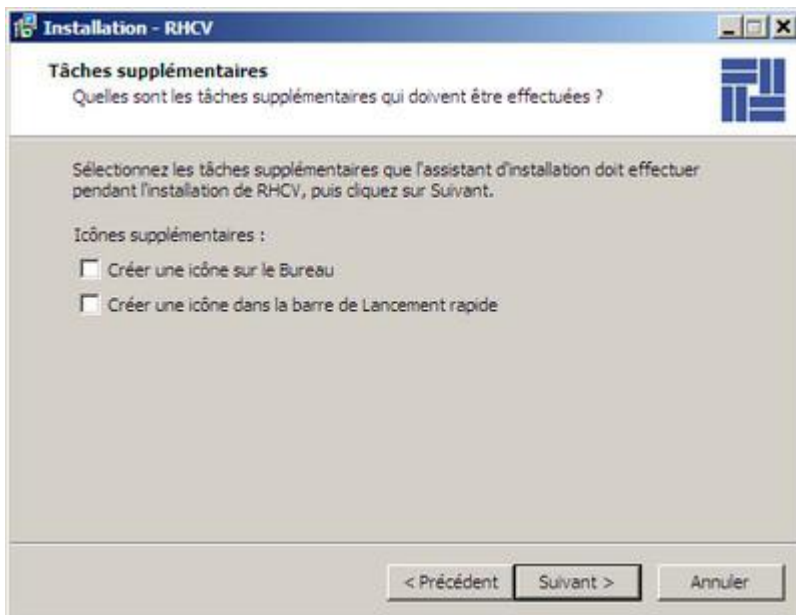 Installation - RHCV
Tâches supplémentaires
Quelles sont les tâches supplémentaires qui doivent être effectuées ?
Sélectionnez les tâches supplémentaires que l'assistant d'installation doit effectuer
pendant l'installation de RHCV, puis cliquez sur Suivant.
Icônes supplémentaires :
Créer une icône sur le Bureau
Créer une icône dans la barre de Lancement rapide
< Précédent
Suivant >
Annuler